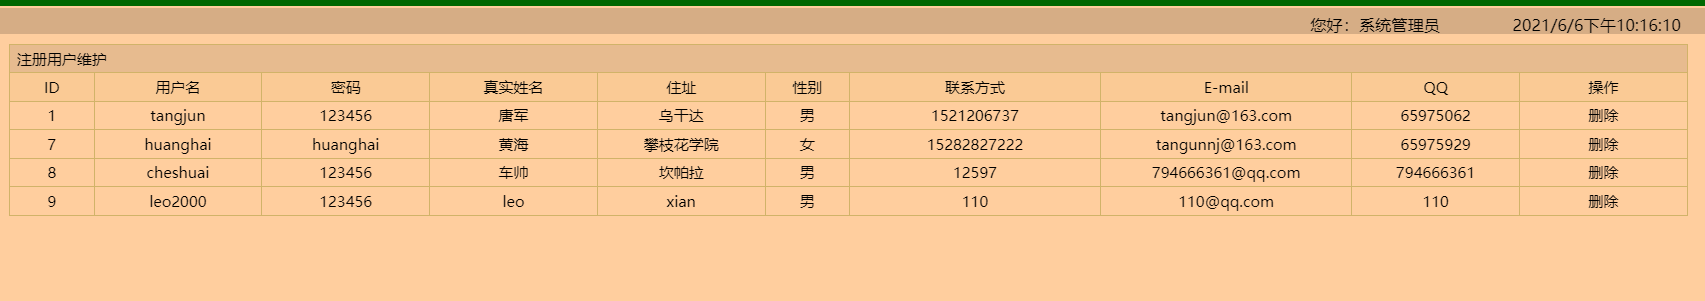 您好：系统管理员 2021/6/6下午10:16:10
注册用户维护
ID 用户名 密码 真实姓名 住址 性别 联系方式 E-mail QQ 操作
1 tangjun 123456 唐军 乌干达 男 1521206737 tangjun@163.com 65975062 删除
7 huanghai huanghai 黄海 攀枝花学院 女 15282827222 tangunnj@163.com 65975929 删除
8 cheshuai 123456 车帅 坎帕拉 男 12597 794666361@qq.com 794666361 删除
9 leo2000 123456 leo xian 男 110 110@qq.com 110 删除